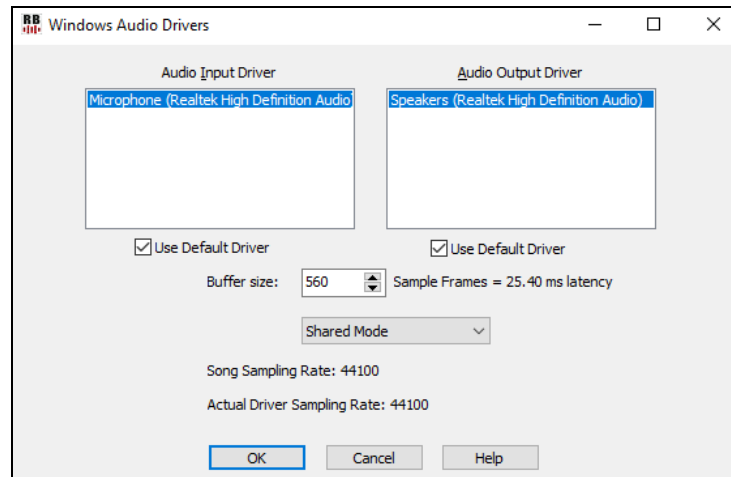 RB Windows Audio Drivers
Audio Input Driver
Audio Output Driver
Microphone (Realtek High Definition Audio)
Speakers (Realtek High Definition Audio)
Use Default Driver
Use Default Driver
Buffer size: 560 Sample Frames = 25.40 ms latency
Shared Mode
Song Sampling Rate: 44100
Actual Driver Sampling Rate: 44100
OK Cancel Help